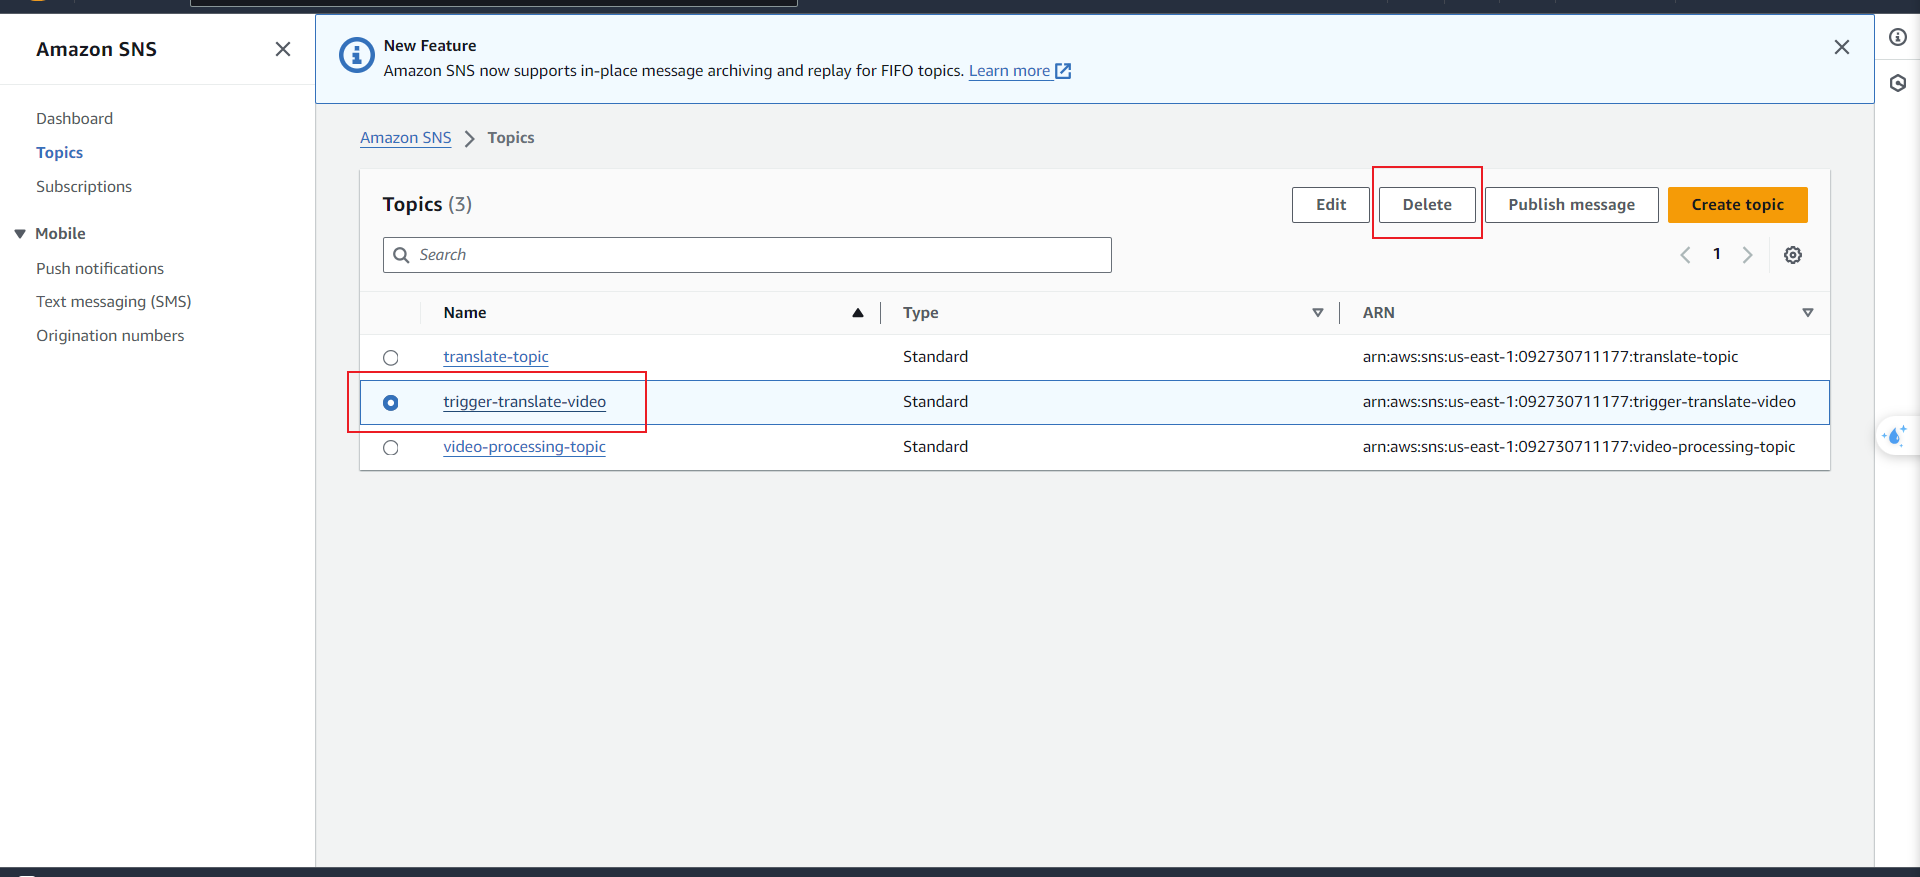 Amazon SNS
Dashboard
Topics
Subscriptions
Mobile
Push notifications
Text messaging (SMS)
Origination numbers
New Feature
Amazon SNS now supports in-place message archiving and replay for FIFO topics. Learn more
Amazon SNS Topics
Topics (3)
Edit Delete Publish message Create topic
Search
1
Name Type ARN
translate-topic Standard arn:aws:sns:us-east-1:092730711177:translate-topic
trigger-translate-video Standard arn:aws:sns:us-east-1:092730711177:trigger-translate-video
video-processing-topic Standard arn:aws:sns:us-east-1:092730711177:video-processing-topic